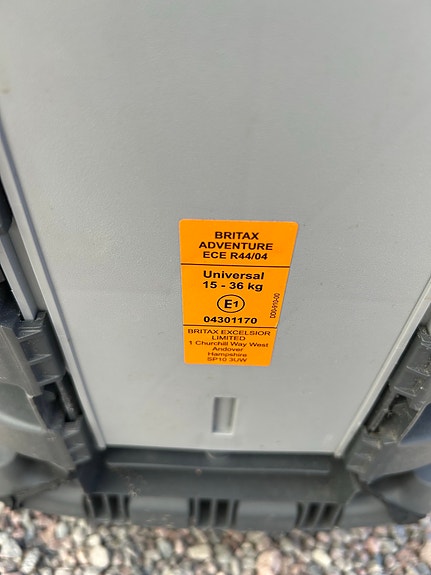 BRITAX
ADVENTURE
ECE R44/04
Universal
15 - 36 kg
E1
04301170
BRITAX EXCELSIOR
LIMITED
1 Churchill Way West
Andover
Hampshire
SP10 3UW